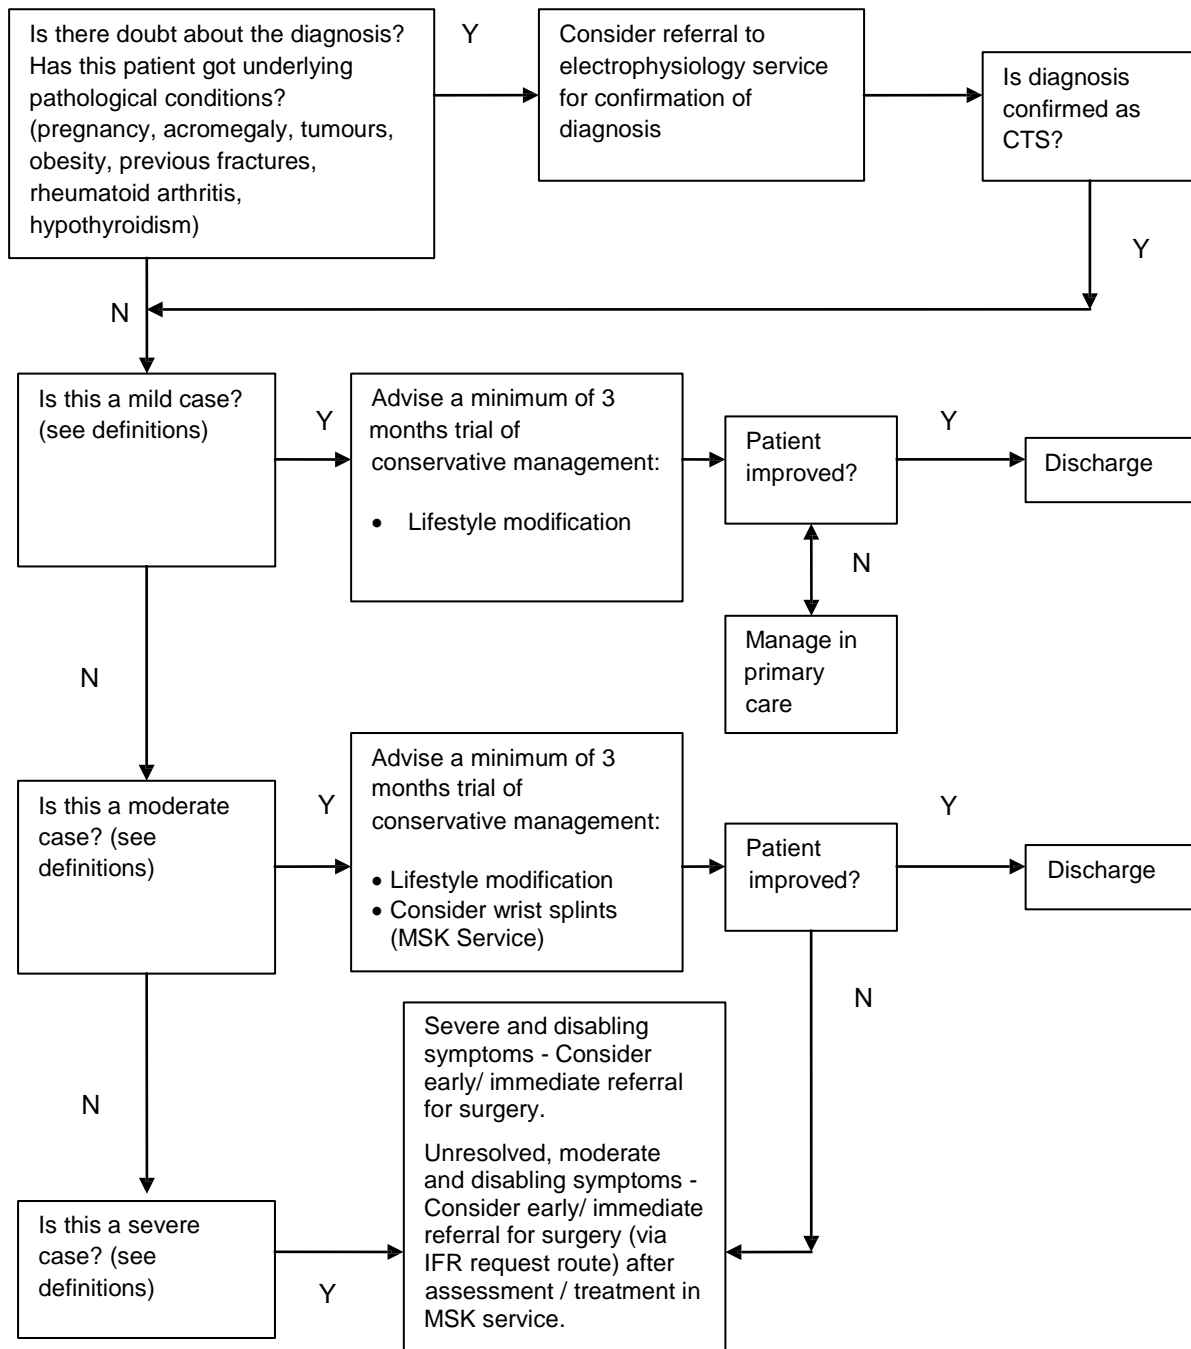 Is there doubt about the diagnosis?
Has this patient got underlying
pathological conditions?
(pregnancy, acromegaly, tumours,
obesity, previous fractures,
rheumatoid arthritis,
hypothyroidism)
Y
Consider referral to
electrophysiology service
for confirmation of
diagnosis
Is diagnosis
confirmed as
CTS?
Y
N
Is this a mild case?
(see definitions)
Y
Advise a minimum of 3
months trial of
conservative management:
• Lifestyle modification
Patient
improved?
Y
Discharge
N
Manage in
primary
care
N
Is this a moderate
case? (see
definitions)
Y
Advise a minimum of 3
months trial of
conservative management:
• Lifestyle modification
• Consider wrist splints
(MSK Service)
Patient
improved?
Y
Discharge
N
N
Is this a severe
case? (see
definitions)
Y
Severe and disabling
symptoms - Consider
early/ immediate referral
for surgery.
Unresolved, moderate
and disabling symptoms -
Consider early/ immediate
referral for surgery (via
IFR request route) after
assessment / treatment in
MSK service.